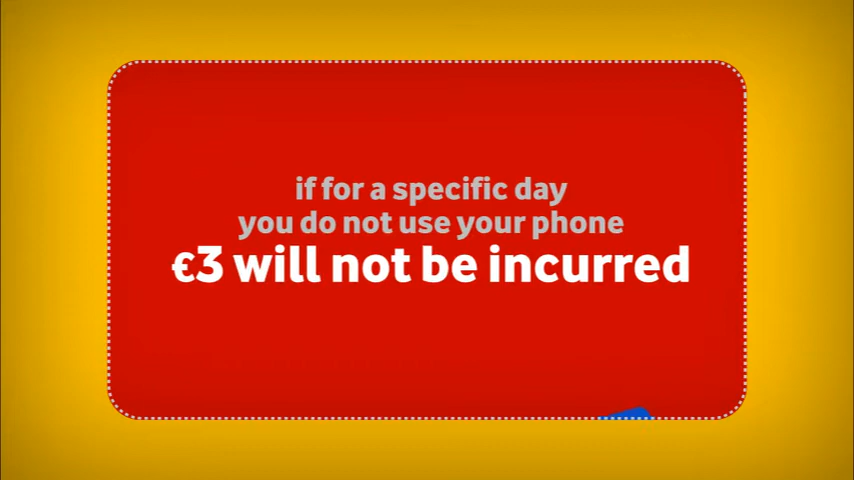 if for a specific day
you do not use your phone
€3 will not be incurred